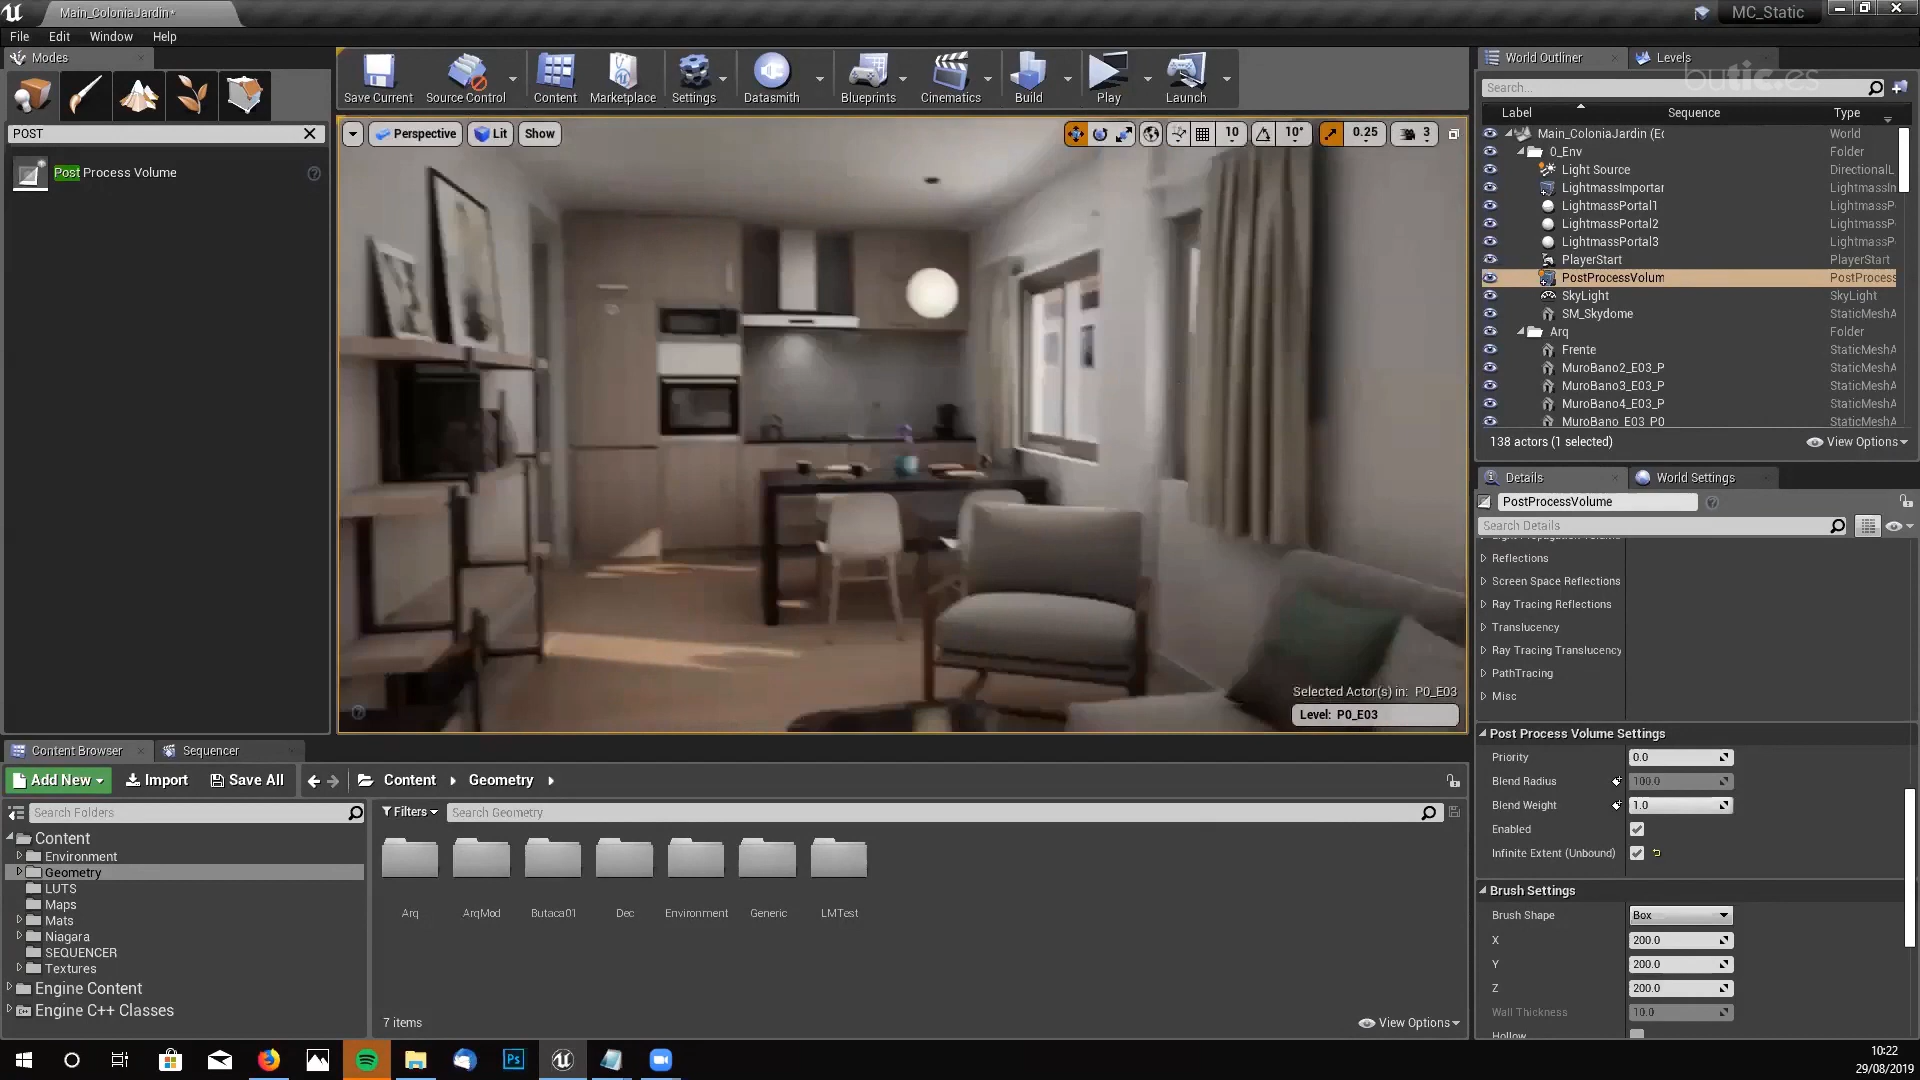 Main_ColoniaJardin*
MC_Static
File Edit Window Help
Modes
POST
Post Process Volume
Save Current
Source Control
Content
Marketplace
Settings
Datasmith
Blueprints
Cinematics
Build
Play
Launch
Perspective
Lit
Show
10
10°
0.25
3
Selected Actor(s) in: P0_E03
Level: P0_E03
World Outliner
Levels
butic.es
Search...
Label Sequence Type
Main_ColoniaJardin (Ec World
0_Env Folder
Light Source DirectionalL
LightmassImportar LightmassIn
LightmassPortal1 LightmassP
LightmassPortal2 LightmassP
LightmassPortal3 LightmassP
PlayerStart PlayerStart
PostProcessVolum PostProcess
SkyLight SkyLight
SM_Skydome StaticMeshA
Arq Folder
Frente StaticMeshA
MuroBano2_E03_P StaticMeshA
MuroBano3_E03_P StaticMeshA
MuroBano4_E03_P StaticMeshA
MuroBano_E03_P0 StaticMeshA
138 actors (1 selected)
View Options
Details
World Settings
PostProcessVolume
Search Details
Reflections
Screen Space Reflections
Ray Tracing Reflections
Translucency
Ray Tracing Translucency
PathTracing
Misc
Post Process Volume Settings
Priority 0.0
Blend Radius 100.0
Blend Weight 1.0
Enabled
Infinite Extent (Unbound)
Brush Settings
Brush Shape Box
X 200.0
Y 200.0
Z 200.0
Wall Thickness 10.0
Hollow
Content Browser
Sequencer
Add New
Import
Save All
Content
Geometry
Search Folders
Filters
Search Geometry
Content
Environment
Geometry
LUTS
Maps
Mats
Niagara
SEQUENCER
Textures
Engine Content
Engine C++ Classes
Arq
ArqMod
Butaca01
Dec
Environment
Generic
LMTest
7 items
View Options
Ps
10:22
29/08/2019